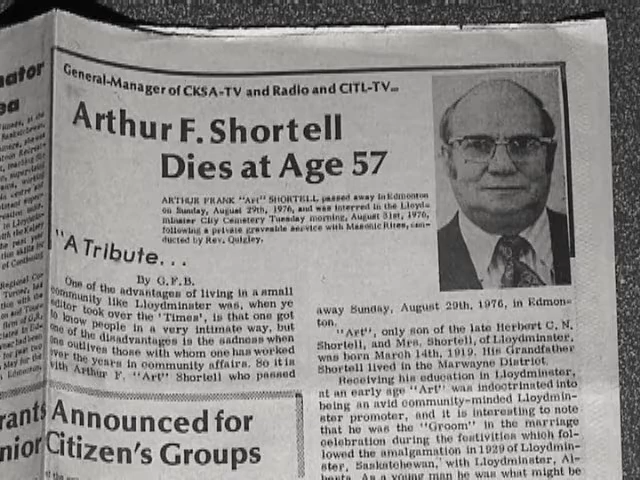 General-Manager of CKSA-TV and Radio and CITL-TV...
Arthur F. Shortell
Dies at Age 57
ARTHUR FRANK "Art" SHORTELL passed away in Edmonton
on Sunday, August 29th, 1976, and was interred in the Lloyd-
minster City Cemetery Tuesday morning, August 31st, 1976,
following a private graveside service with Masonic Rites, con-
ducted by Rev. Quigley.
"A Tribute...
By G.F.B.
One of the advantages of living in a small
community like Lloydminster was, when ye
editor took over the 'Times', is that one got
to know people in a very intimate way, but
one of the disadvantages is the sadness when
one outlives those with whom one has worked
over the years in community affairs. So it is
with Arthur F. "Art" Shortell who passed
away Sunday, August 29th, 1976, in Edmon-
ton.
"Art", only son of the late Herbert C. N.
Shortell, and Mrs. Shortell, of Lloydminster,
was born March 14th, 1919. His Grandfather
Shortell lived in the Marwayne District.
Receiving his education in Lloydminster,
at an early age "Art" was indoctrinated into
being an avid community-minded Lloydmin-
ster promoter, and it is interesting to note
that he was the "Groom" in the marriage
celebration during the festivities which fol-
lowed the amalgamation in 1929 of Lloydmin-
ster, Saskatchewan, with Lloydminster, Al-
berta. As a young man he was what might be
Announced for
Citizen's Groups